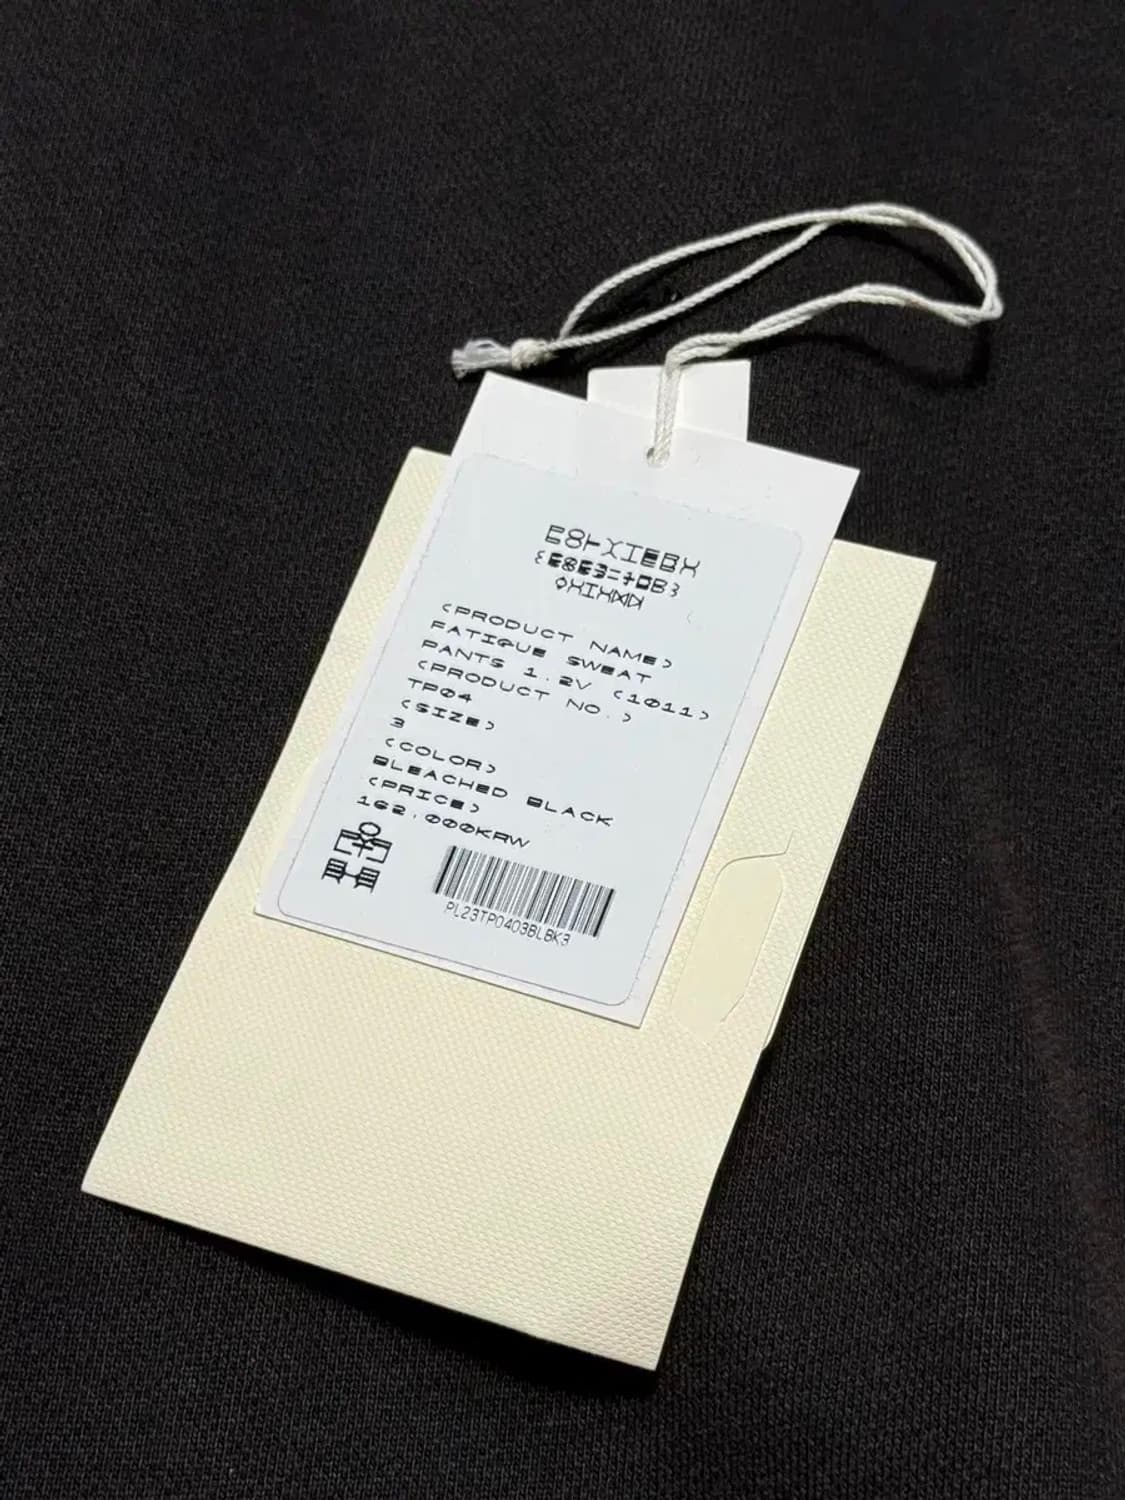 <PRODUCT NAME>
FATIGUE SWEAT
PANTS 1.2V <1011>
<PRODUCT NO.>
TP04
<SIZE>
3
<COLOR>
BLEACHED BLACK
<PRICE>
162,000KRW
PL23TP0403BLBK3